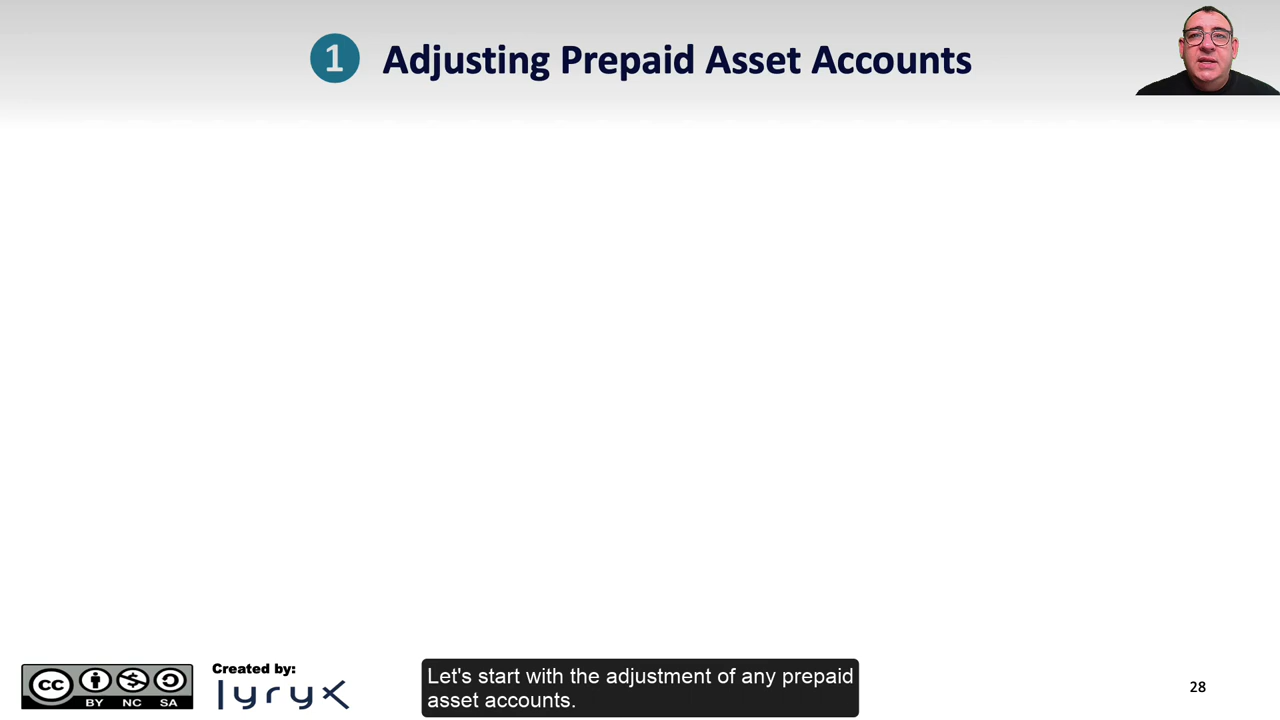 1 Adjusting Prepaid Asset Accounts
BY NC SA
Created by:
lyryx
Let's start with the adjustment of any prepaid
asset accounts.
28